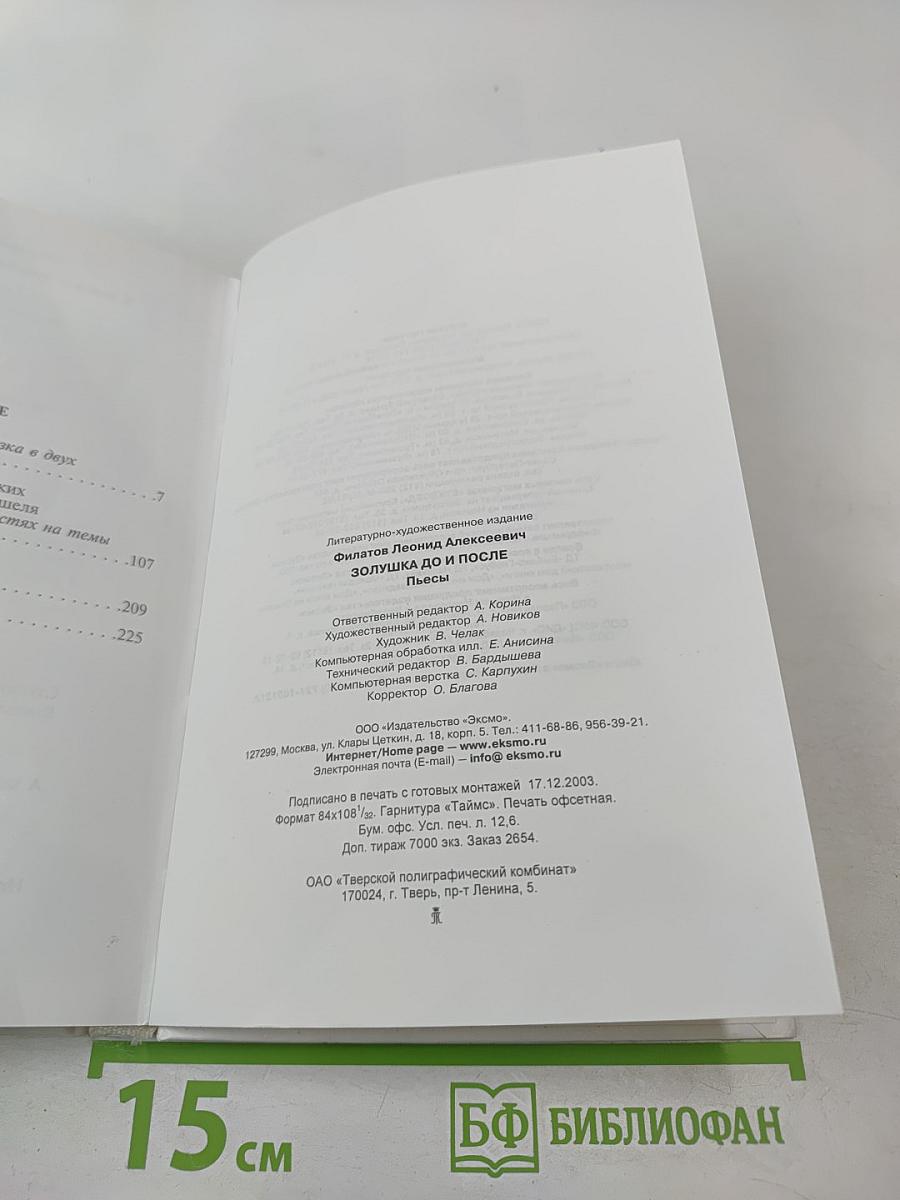 Е
зка в двух
. . . . . . . . . . . . . .7
ких
шеля
стях на темы
.107
.209
.225
Литературно-художественное издание
Филатов Леонид Алексеевич
ЗОЛУШКА ДО И ПОСЛЕ
Пьесы
Ответственный редактор А. Корина
Художественный редактор А. Новиков
Художник В. Челак
Компьютерная обработка илл. Е. Анисина
Технический редактор В. Бардышева
Компьютерная верстка С. Карпухин
Корректор О. Благова
ООО «Издательство «Эксмо».
127299, Москва, ул. Клары Цеткин, д. 18, корп. 5. Тел.: 411-68-86, 956-39-21.
Интернет/Home page — www.eksmo.ru
Электронная почта (E-mail) — info@ eksmo.ru
Подписано в печать с готовых монтажей 17.12.2003.
Формат 84x108 1/32. Гарнитура «Таймс». Печать офсетная.
Бум. офс. Усл. печ. л. 12,6.
Доп. тираж 7000 экз. Заказ 2654.
ОАО «Тверской полиграфический комбинат»
170024, г. Тверь, пр-т Ленина, 5.
15 см
БФ БИБЛИОФАН